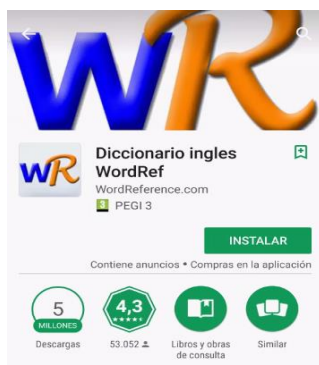 WR
WR
Diccionario ingles
WordRef
WordReference.com
3 PEGI 3
INSTALAR
Contiene anuncios • Compras en la aplicación
5
MILLONES
4,3
Descargas
53.052
Libros y obras
de consulta
Similar